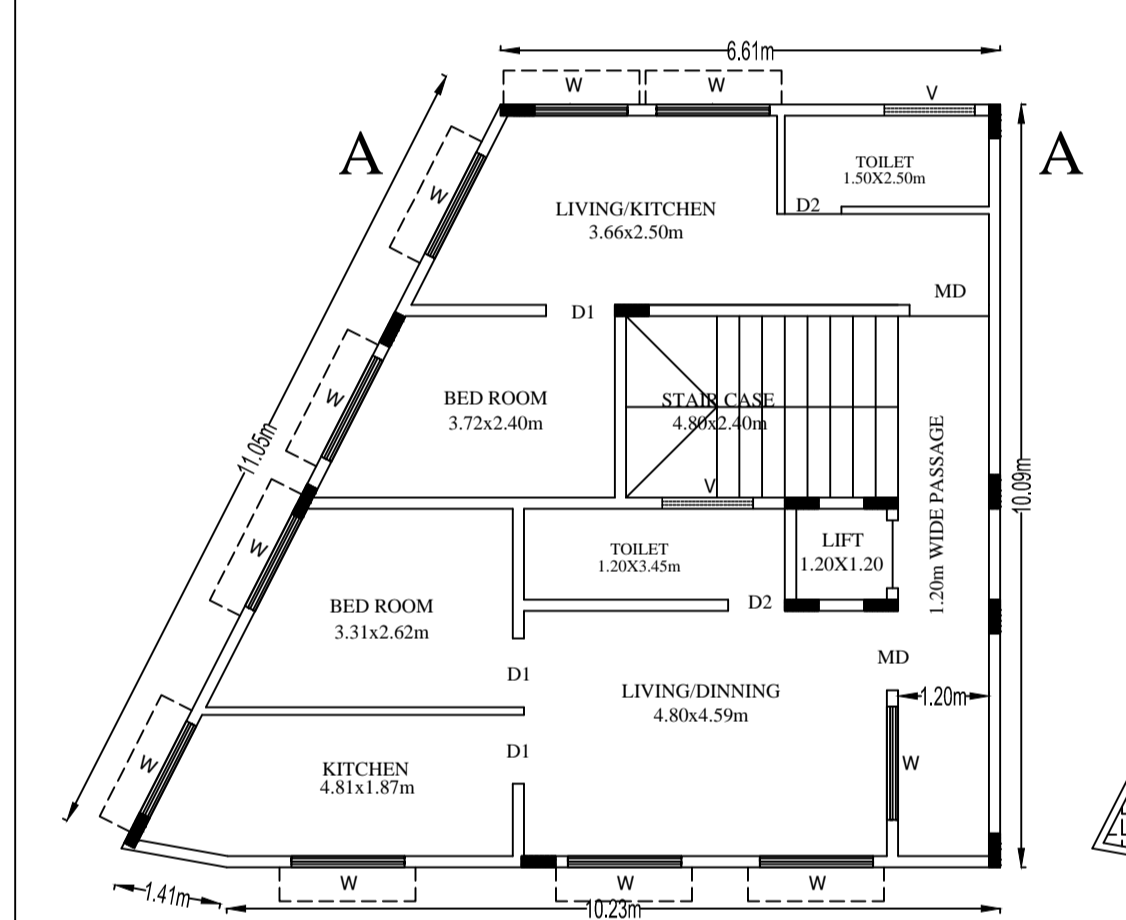 6.61m
W
W
V
A
A
TOILET
1.50X2.50m
W
D2
LIVING/KITCHEN
3.66x2.50m
MD
D1
W
BED ROOM
3.72x2.40m
STAIR CASE
4.80x2.40m
11.05m
1.20m WIDE PASSAGE
10.09m
V
W
TOILET
1.20X3.45m
LIFT
1.20X1.20
BED ROOM
3.31x2.62m
D2
MD
D1
LIVING/DINNING
4.80x4.59m
1.20m
W
D1
W
KITCHEN
4.81x1.87m
W
W
W
1.41m
10.23m